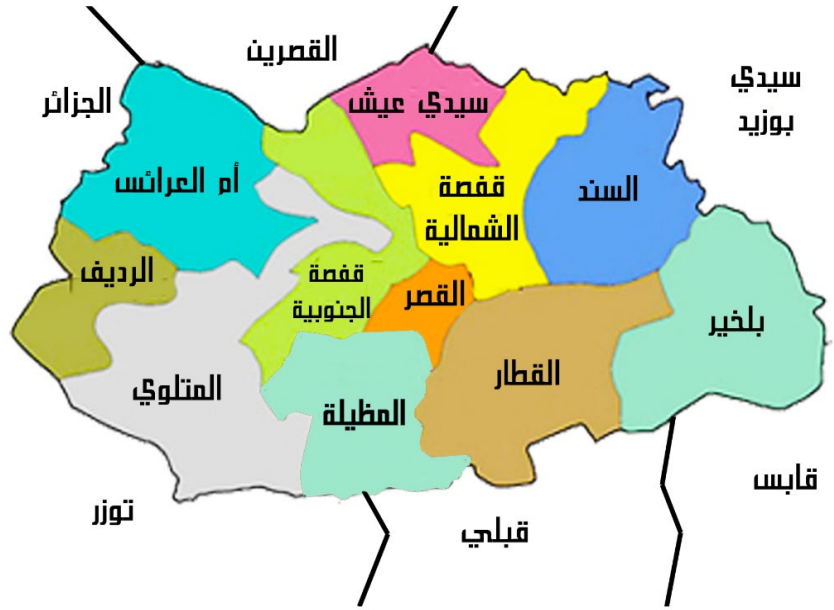 القصرين
سيدي
بوزيد
الجزائر
سيدي عيش
أم العرائس
قفصة
الشمالية
السند
الرديف
قفصة
الجنوبية
القصر
بلخير
المتلوي
المظيلة
القطار
توزر
قبلي
قابس